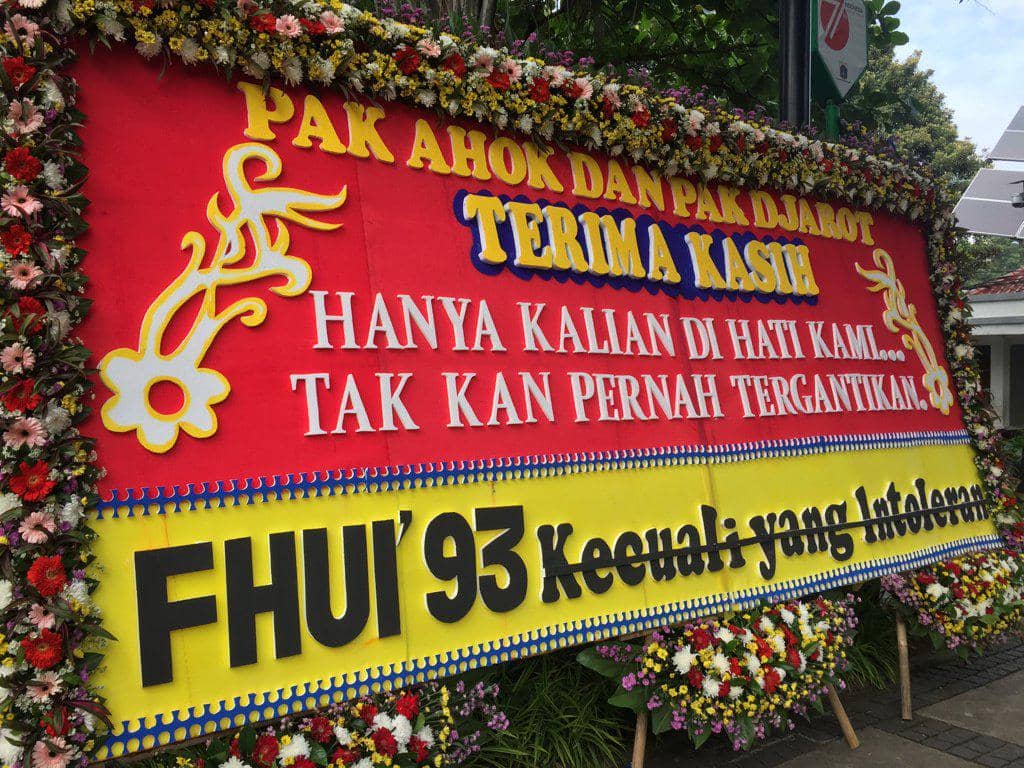 PAK AHOK DAN PAK DJAROT
TERIMA KASIH
HANYA KALIAN DI HATI KAMI...
TAK KAN PERNAH TERGANTIKAN.
FHUI'93 Kecuali yang Intoleran